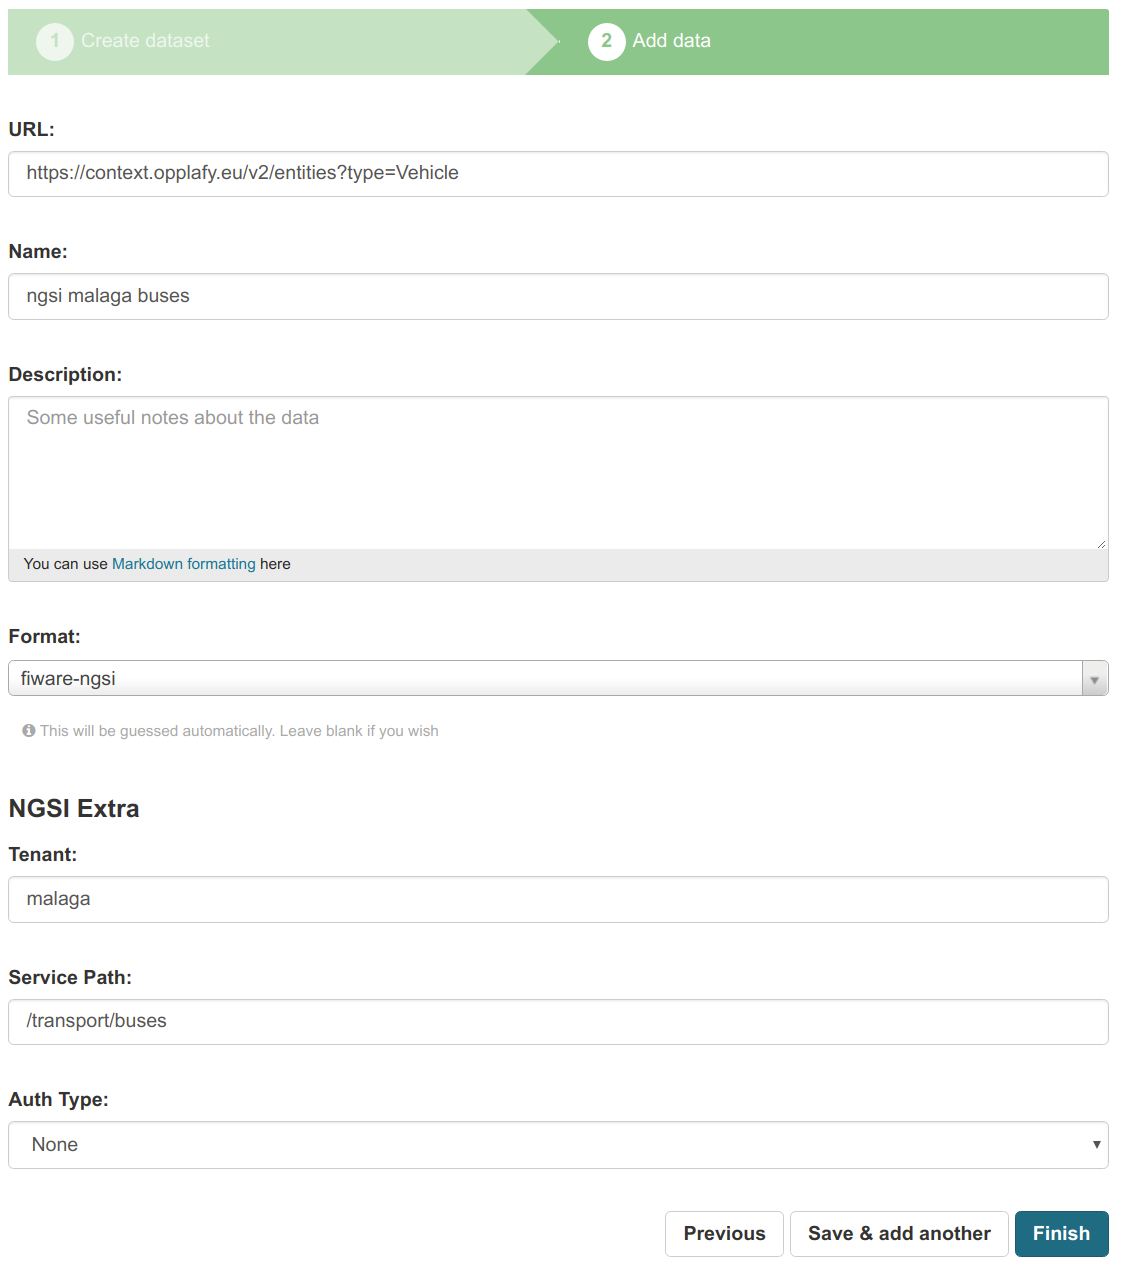 1 Create dataset
2 Add data
URL:
https://context.opplafy.eu/v2/entities?type=Vehicle
Name:
ngsi malaga buses
Description:
Some useful notes about the data
You can use Markdown formatting here
Format:
fiware-ngsi
This will be guessed automatically. Leave blank if you wish
NGSI Extra
Tenant:
malaga
Service Path:
/transport/buses
Auth Type:
None
Previous
Save & add another
Finish